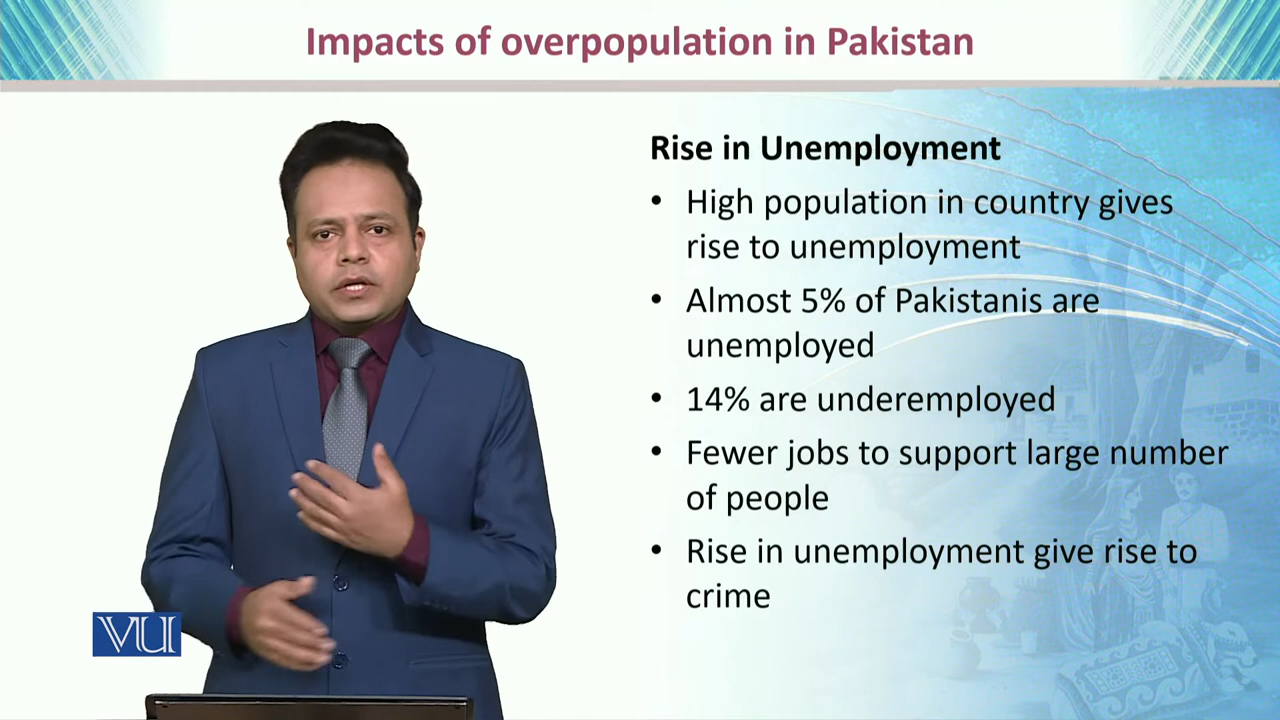 Impacts of overpopulation in Pakistan
Rise in Unemployment
• High population in country gives
rise to unemployment
• Almost 5% of Pakistanis are
unemployed
• 14% are underemployed
• Fewer jobs to support large number
of people
• Rise in unemployment give rise to
crime
VU